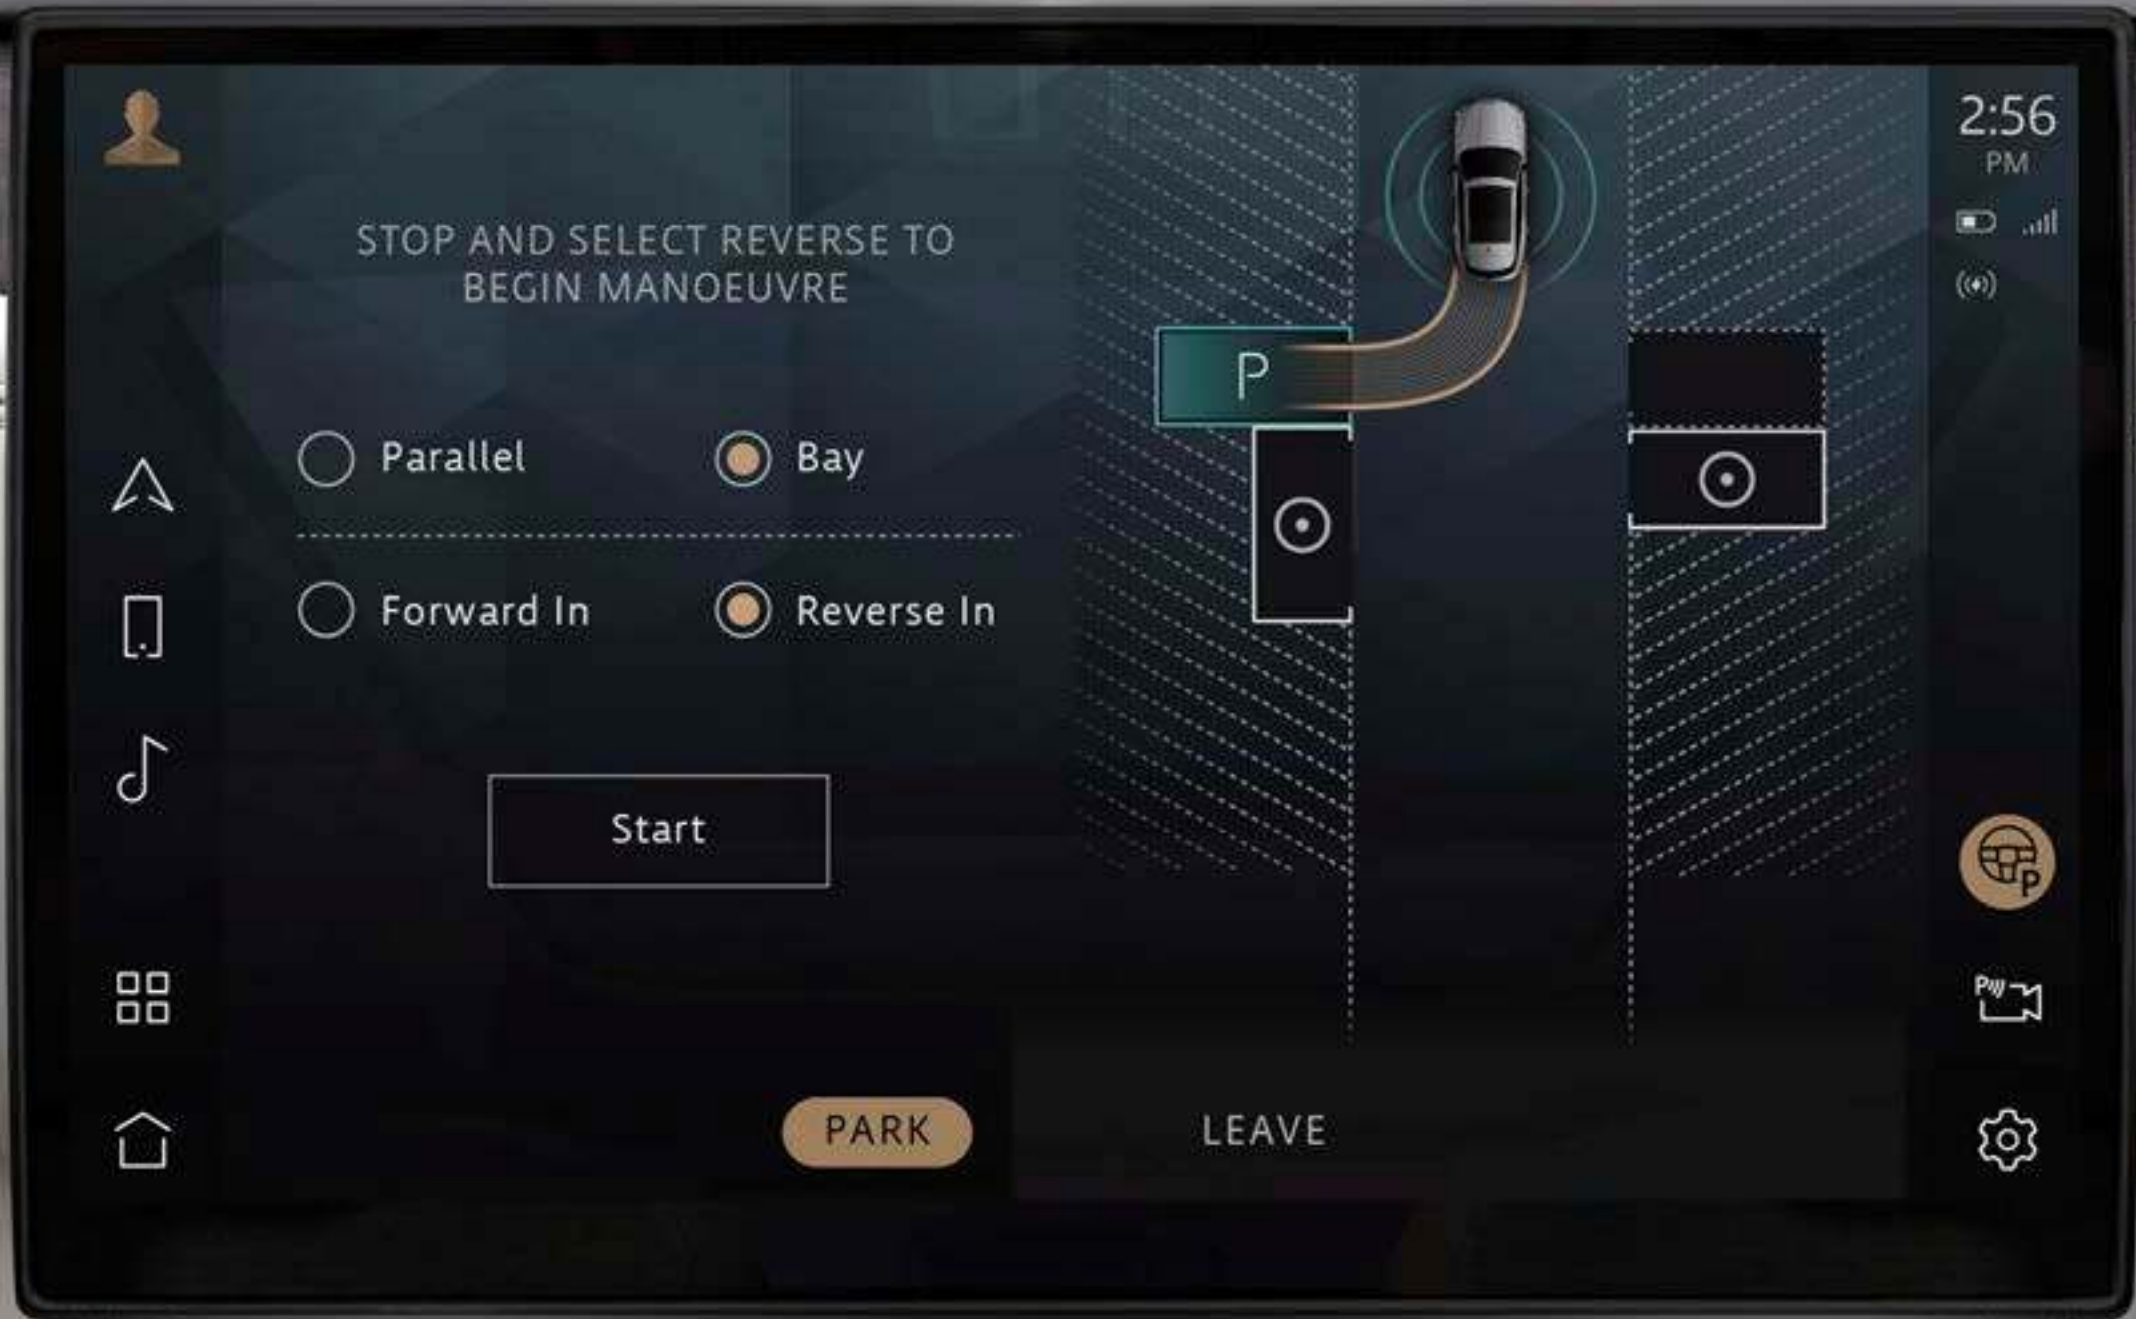 STOP AND SELECT REVERSE TO
BEGIN MANOEUVRE
Parallel
Bay
Forward In
Reverse In
Start
P
PARK
LEAVE
2:56
PM
P
P